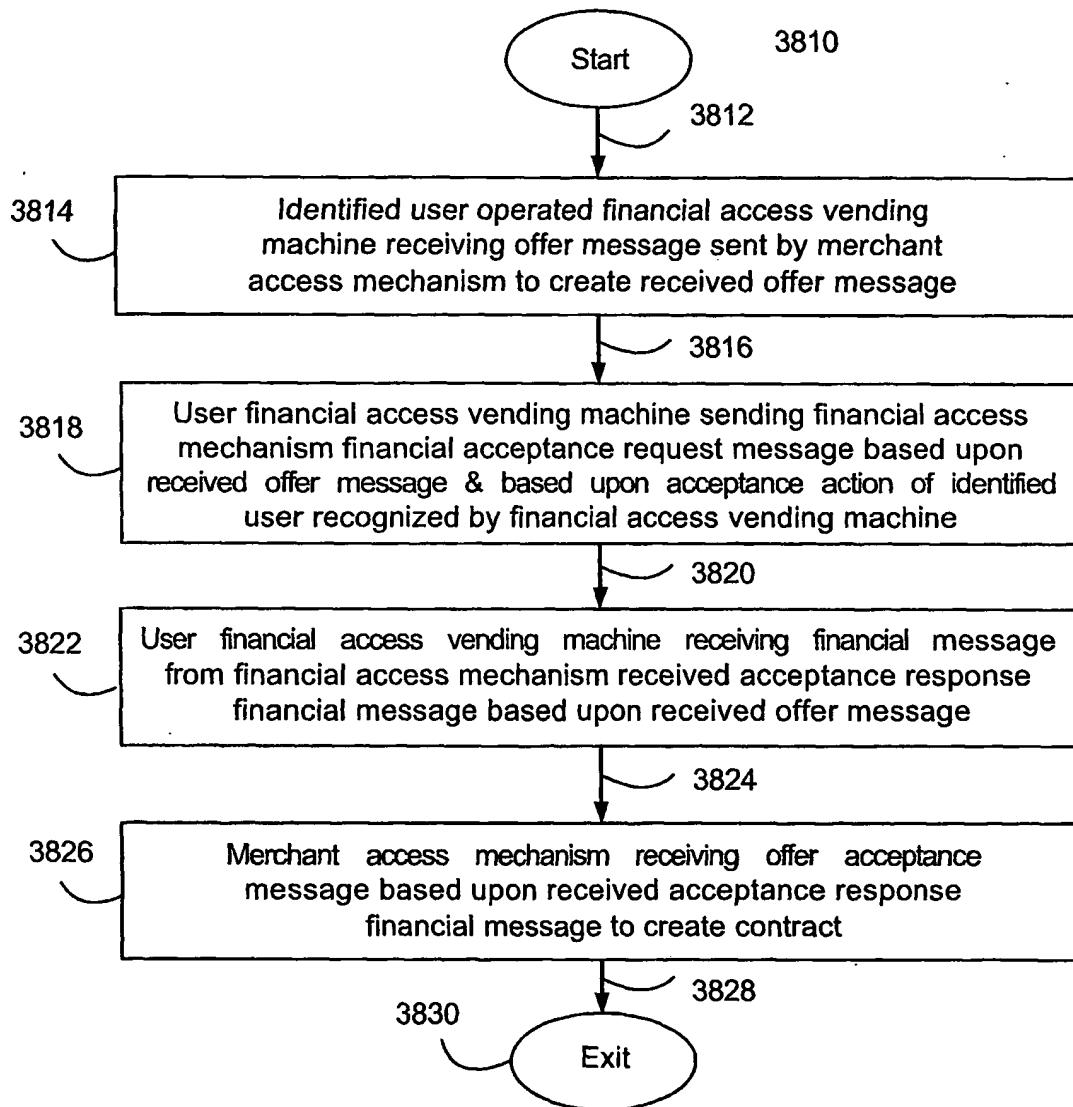 Start
3810
3812
3814
Identified user operated financial access vending
machine receiving offer message sent by merchant
access mechanism to create received offer message
3816
3818
User financial access vending machine sending financial access
mechanism financial acceptance request message based upon
received offer message & based upon acceptance action of identified
user recognized by financial access vending machine
3820
3822
User financial access vending machine receiving financial message
from financial access mechanism received acceptance response
financial message based upon received offer message
3824
3826
Merchant access mechanism receiving offer acceptance
message based upon received acceptance response
financial message to create contract
3828
3830
Exit